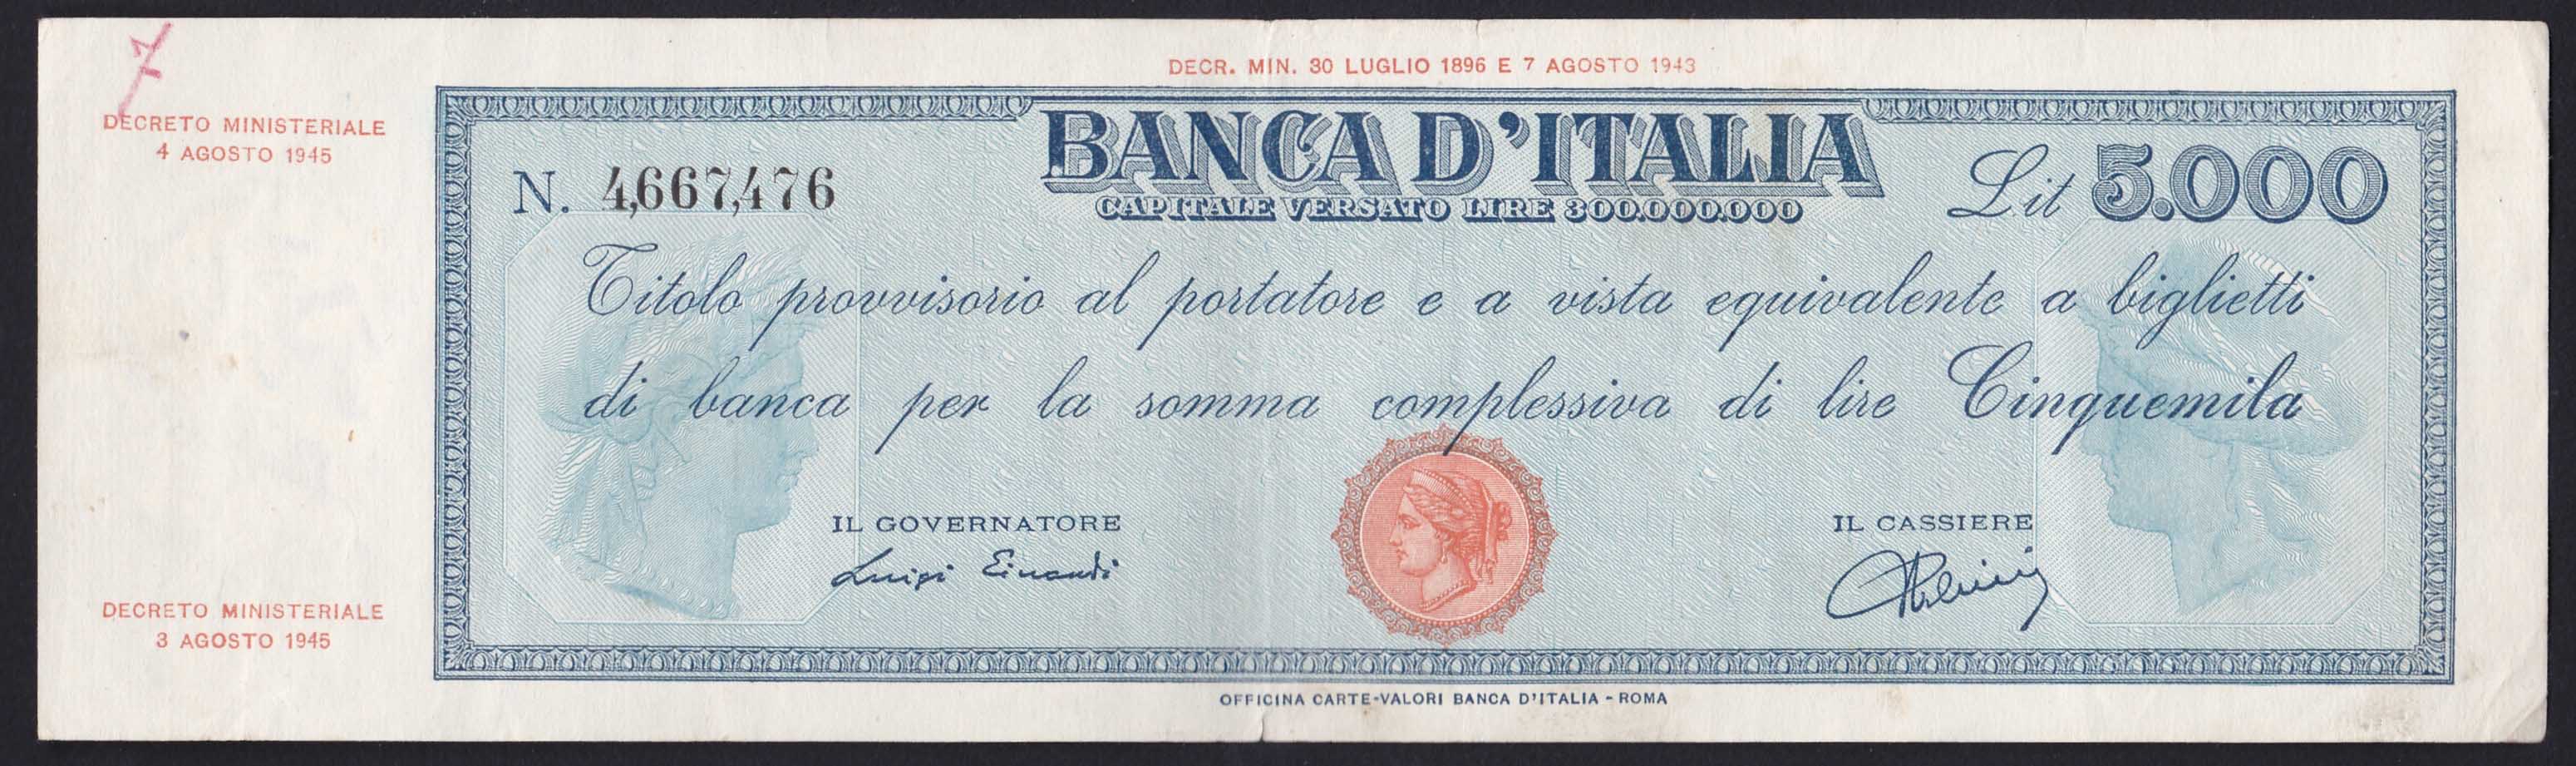 7
DECR. MIN. 30 LUGLIO 1896 E 7 AGOSTO 1943
DECRETO MINISTERIALE
4 AGOSTO 1945
BANCA D'ITALIA
CAPITALE VERSATO LIRE 300.000.000
N. 4,667,476
Lit 5.000
Titolo provvisorio al portatore e a vista equivalente a biglietti
di banca per la somma complessiva di lire Cinquemila
IL GOVERNATORE
Luigi Einaudi
IL CASSIERE
DECRETO MINISTERIALE
3 AGOSTO 1945
OFFICINA CARTE-VALORI BANCA D'ITALIA - ROMA